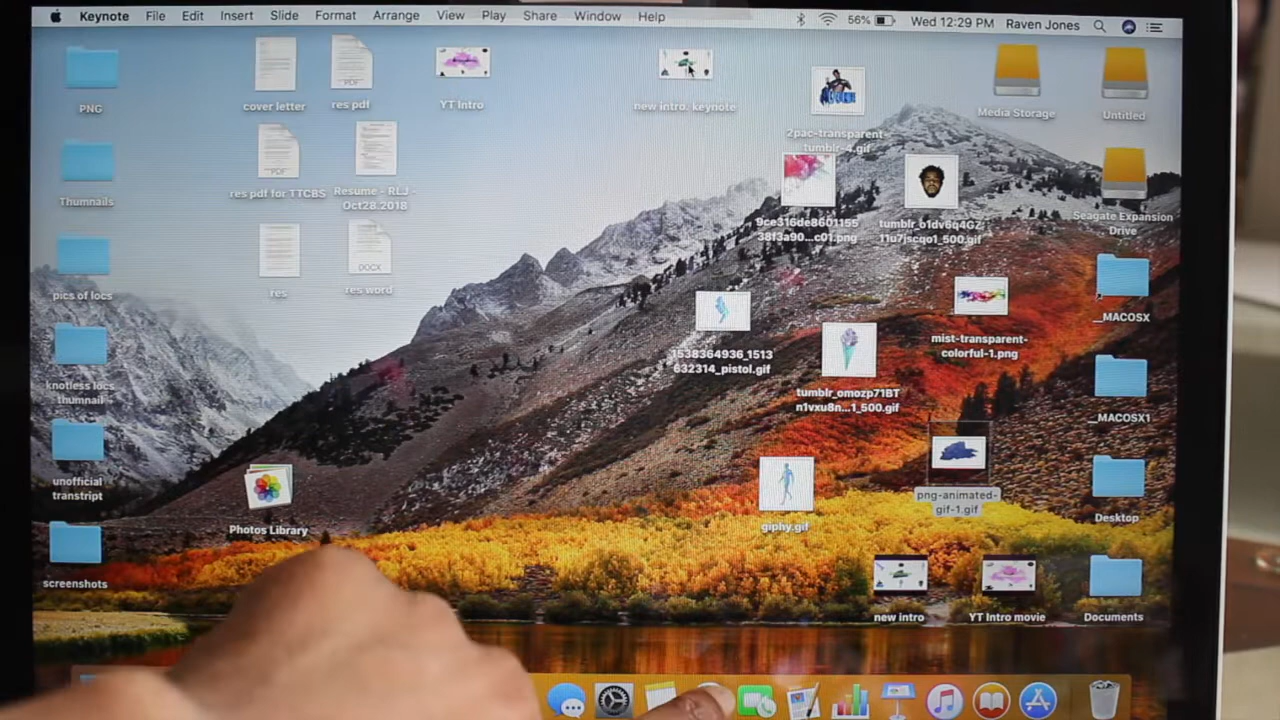 Keynote File Edit Insert Slide Format Arrange View Play Share Window Help 56% Wed 12:29 PM Raven Jones
PNG
cover letter
res pdf
YT Intro
new intro. keynote
2pac-transparent-
tumblr-4.gif
Media Storage
Untitled
Thumnails
res pdf for TTCBS
Resume - RLJ -
Oct28.2018
9ce316de8601155
38f3a90...c01.png
tumblr_o1dv6q4GZ
11u7jscqo1_500.gif
Seagate Expansion
Drive
pics of locs
res
res word
PDF
PDF
DOCX
1538364936_1513
632314_pistol.gif
mist-transparent-
colorful-1.png
__MACOSX
knotless locs
thumnail
tumblr_omozp71BT
n1vxu8n...1_500.gif
__MACOSX1
unofficial
transtript
Photos Library
giphy.gif
png-animated-
gif-1.gif
Desktop
screenshots
new intro
YT Intro movie
Documents